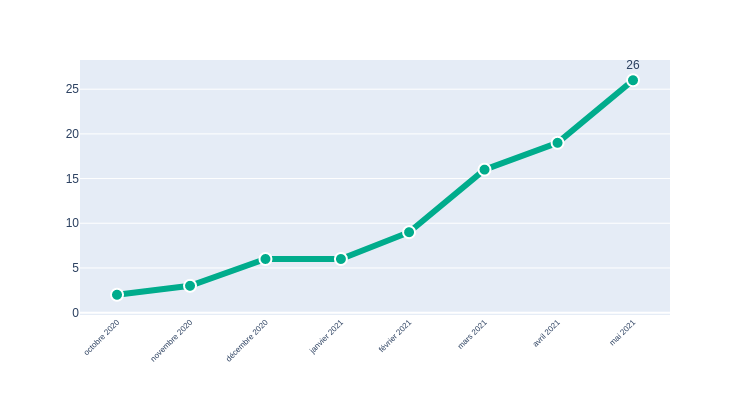 26
25
20
15
10
5
0
octobre 2020
novembre 2020
décembre 2020
janvier 2021
février 2021
mars 2021
avril 2021
mai 2021